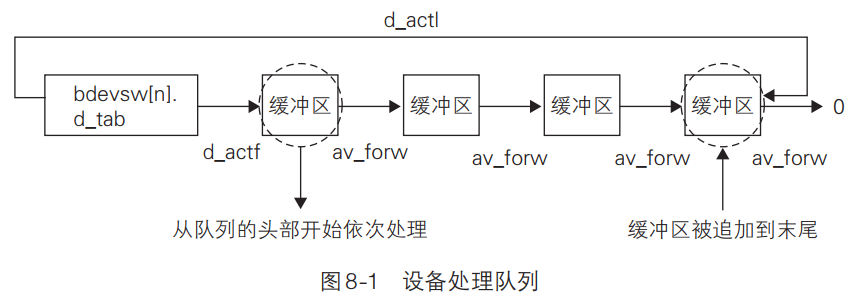 d_actl
bdevsw[n].
d_tab
缓冲区
缓冲区
缓冲区
缓冲区
0
d_actf
av_forw
av_forw
av_forw
av_forw
从队列的头部开始依次处理
缓冲区被追加到末尾
图8-1 设备处理队列